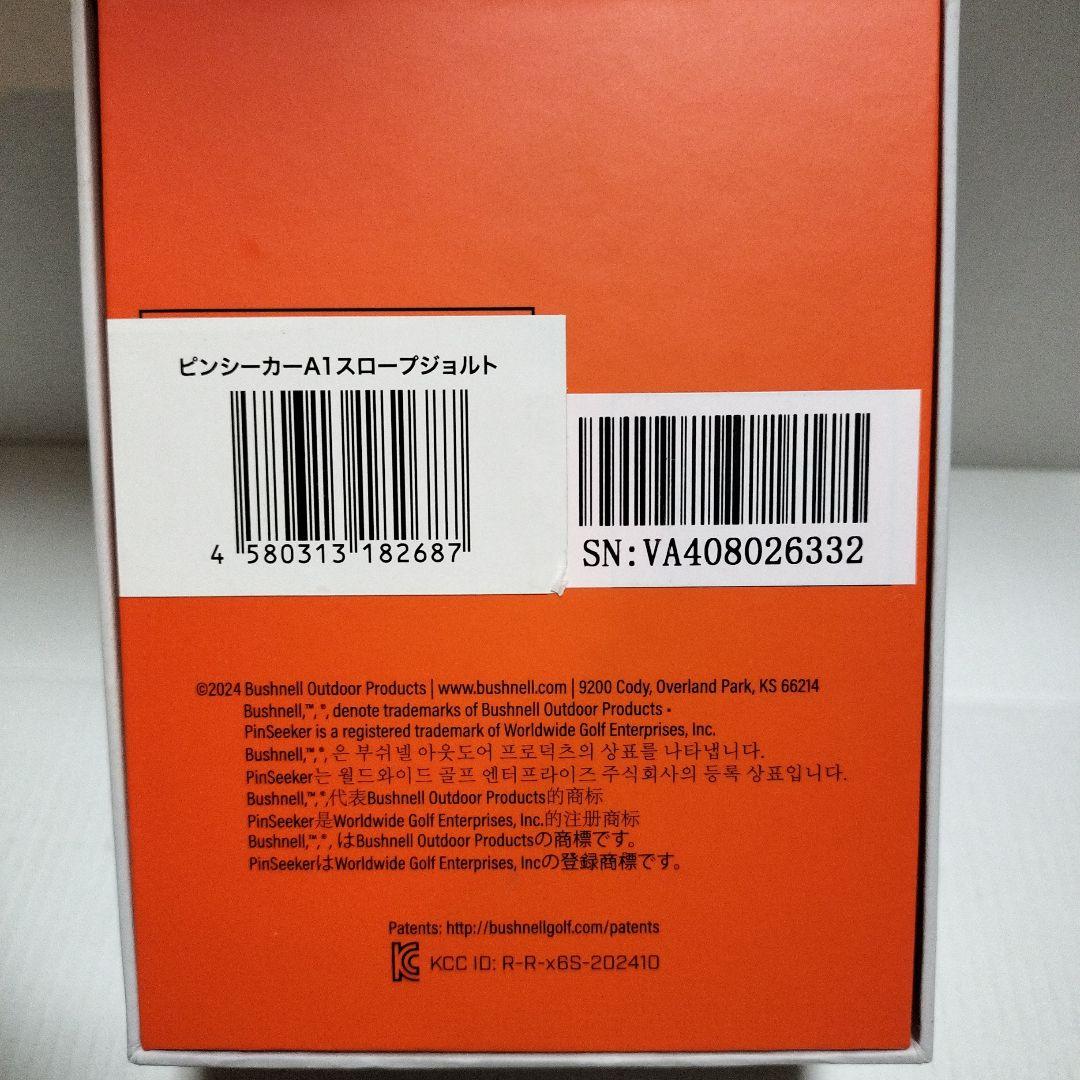 ピンシーカーA1スロープジョルト
4 580313 182687
SN:VA408026332
©2024 Bushnell Outdoor Products | www.bushnell.com | 9200 Cody, Overland Park, KS 66214
Bushnell,™,®, denote trademarks of Bushnell Outdoor Products •
PinSeeker is a registered trademark of Worldwide Golf Enterprises, Inc.
Bushnell,™,®, 은 부쉬넬 아웃도어 프로덕츠의 상표를 나타냅니다.
PinSeeker는 월드와이드 골프 엔터프라이즈 주식회사의 등록 상표입니다.
Bushnell,™,®,代表Bushnell Outdoor Products的商标
PinSeeker是Worldwide Golf Enterprises, Inc.的注册商标
Bushnell,™,®, はBushnell Outdoor Productsの商標です。
PinSeekerはWorldwide Golf Enterprises, Incの登録商標です。
Patents: http://bushnellgolf.com/patents
KC KCC ID: R-R-x6S-202410